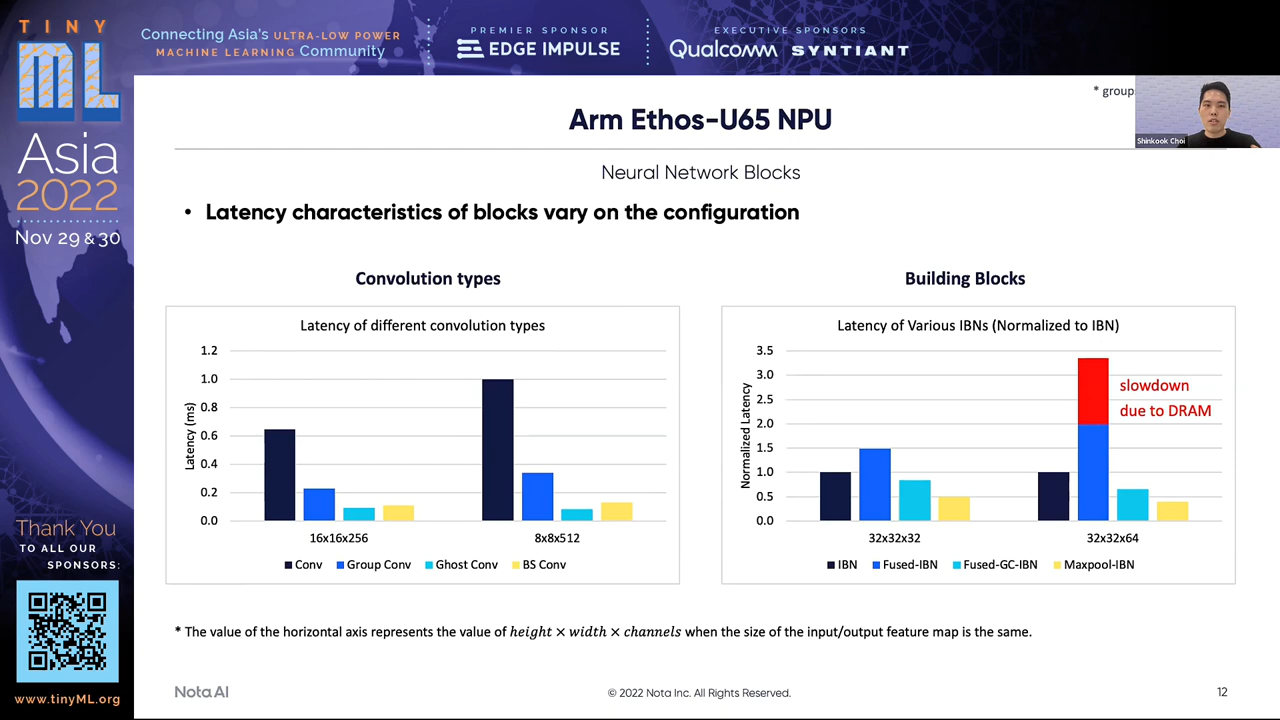 TINY
ML
Asia
2022
Nov 29 & 30
Thank You
TO ALL OUR
SPONSORS:
www.tinyML.org
Connecting Asia's ULTRA-LOW POWER
MACHINE LEARNING Community
PREMIER SPONSOR
EDGE IMPULSE
EXECUTIVE SPONSORS
Qualcomm SYNTIANT
* group
Shinkook Choi
Arm Ethos-U65 NPU
Neural Network Blocks
• Latency characteristics of blocks vary on the configuration
Convolution types
Latency of different convolution types
Latency (ms)
1.2
1.0
0.8
0.6
0.4
0.2
0.0
16x16x256 8x8x512
Conv Group Conv Ghost Conv BS Conv
Building Blocks
Latency of Various IBNs (Normalized to IBN)
Normalized Latency
3.5
3.0
2.5
2.0
1.5
1.0
0.5
0.0
slowdown
due to DRAM
32x32x32 32x32x64
IBN Fused-IBN Fused-GC-IBN Maxpool-IBN
* The value of the horizontal axis represents the value of height × width × channels when the size of the input/output feature map is the same.
Nota AI
© 2022 Nota Inc. All Rights Reserved.
12